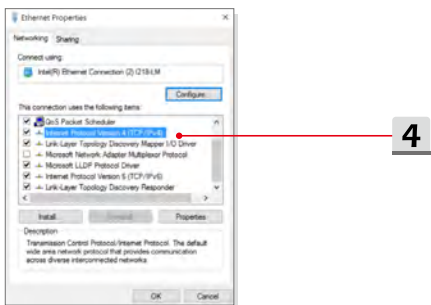 Ethernet Properties
Networking Sharing
Connect using:
Intel(R) Ethernet Connection (2) I218-LM
Configure...
This connection uses the following items:
QoS Packet Scheduler
Internet Protocol Version 4 (TCP/IPv4)
4
Link-Layer Topology Discovery Mapper I/O Driver
Microsoft Network Adapter Multiplexor Protocol
Microsoft LLDP Protocol Driver
Internet Protocol Version 6 (TCP/IPv6)
Link-Layer Topology Discovery Responder
Install... Uninstall Properties
Description
Transmission Control Protocol/Internet Protocol. The default
wide area network protocol that provides communication
across diverse interconnected networks.
OK Cancel